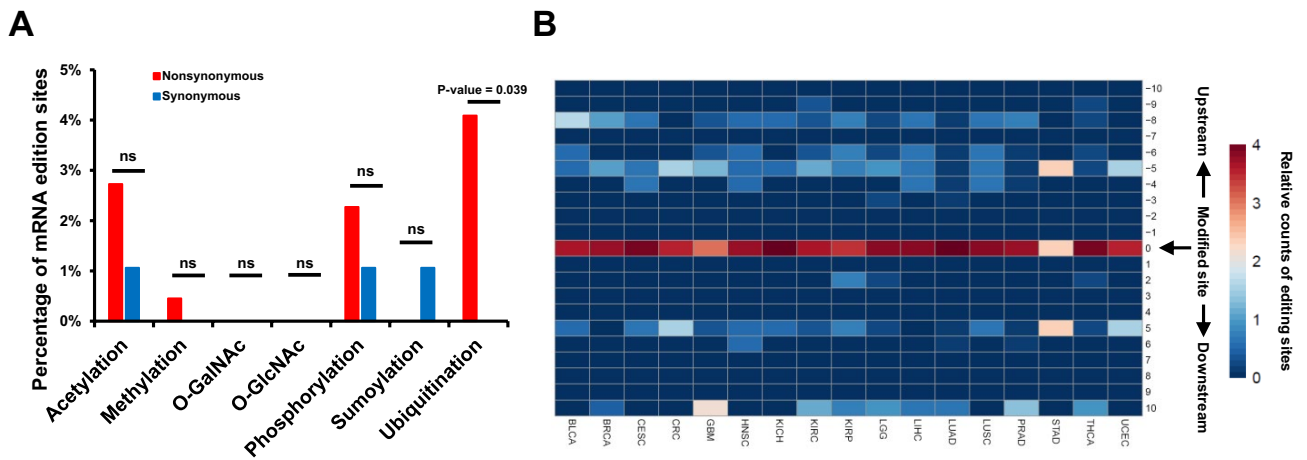 A
Percentage of mRNA edition sites
5%
4%
3%
2%
1%
0%
Nonsynonymous
Synonymous
ns
ns
ns
ns
ns
ns
P-value = 0.039
Acetylation
Methylation
O-GalNAc
O-GlcNAc
Phosphorylation
Sumoylation
Ubiquitination
B
−10
−9
−8
−7
−6
−5
−4
−3
−2
−1
0
1
2
3
4
5
6
7
8
9
10
BLCA
BRCA
CESC
CRC
GBM
HNSC
KICH
KIRC
KIRP
LGG
LIHC
LUAD
LUSC
PRAD
STAD
THCA
UCEC
Upstream
Modified site
Downstream
4
3
2
1
0
Relative counts of editing sites